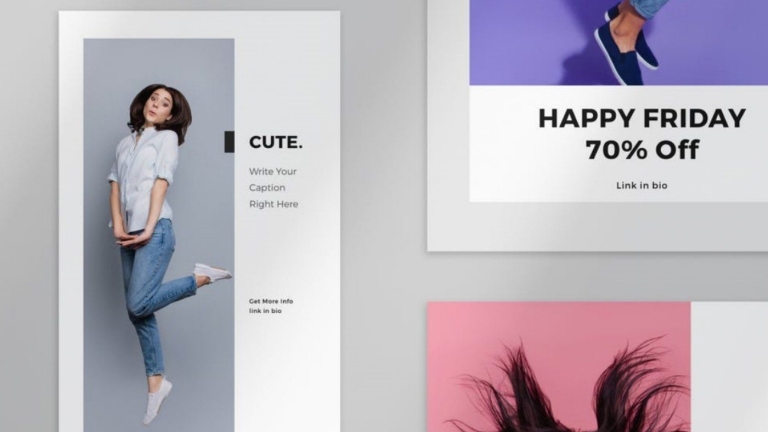 CUTE.
Write Your
Caption
Right Here
Get More Info
link in bio
HAPPY FRIDAY
70% Off
Link in bio